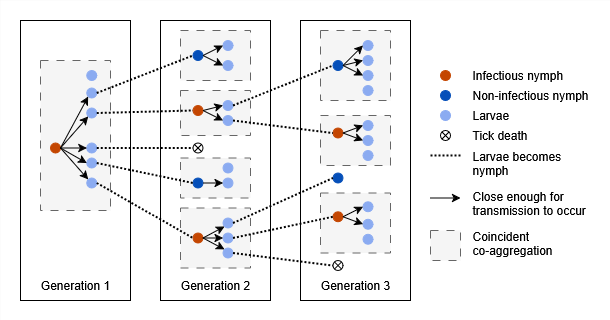 Infectious nymph
Non-infectious nymph
Larvae
Tick death
Larvae becomes
nymph
Close enough for
transmission to occur
Coincident
co-aggregation
Generation 1
Generation 2
Generation 3